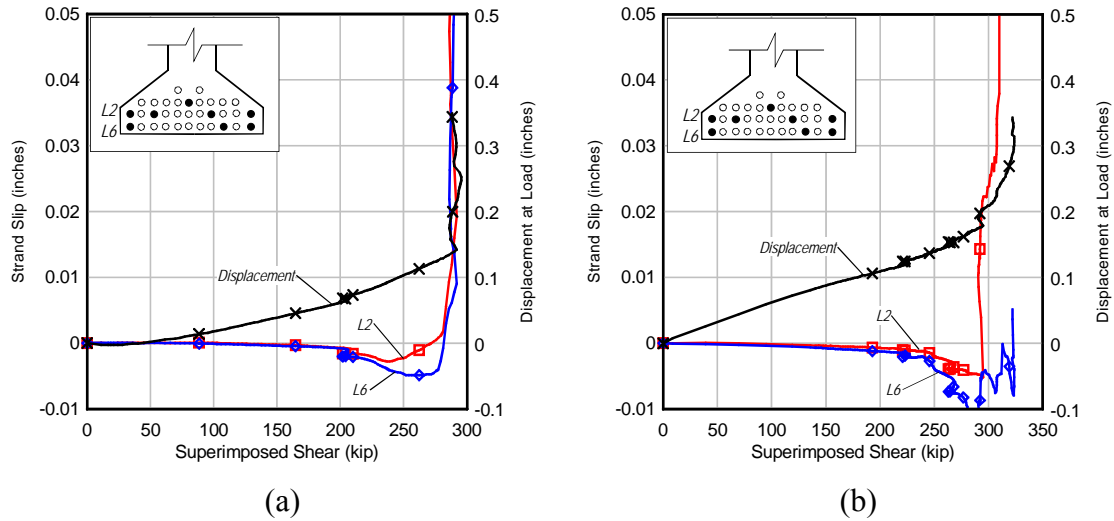 0.05
0.04
0.03
0.02
0.01
0
-0.01
Strand Slip (inches)
0.5
0.4
0.3
0.2
0.1
0
-0.1
Displacement at Load (inches)
L2
L6
Displacement
L2
L6
0 50 100 150 200 250 300
Superimposed Shear (kip)
(a)
0.05
0.04
0.03
0.02
0.01
0
-0.01
Strand Slip (inches)
0.5
0.4
0.3
0.2
0.1
0
-0.1
Displacement at Load (inches)
L2
L6
Displacement
L2
L6
0 50 100 150 200 250 300 350
Superimposed Shear (kip)
(b)